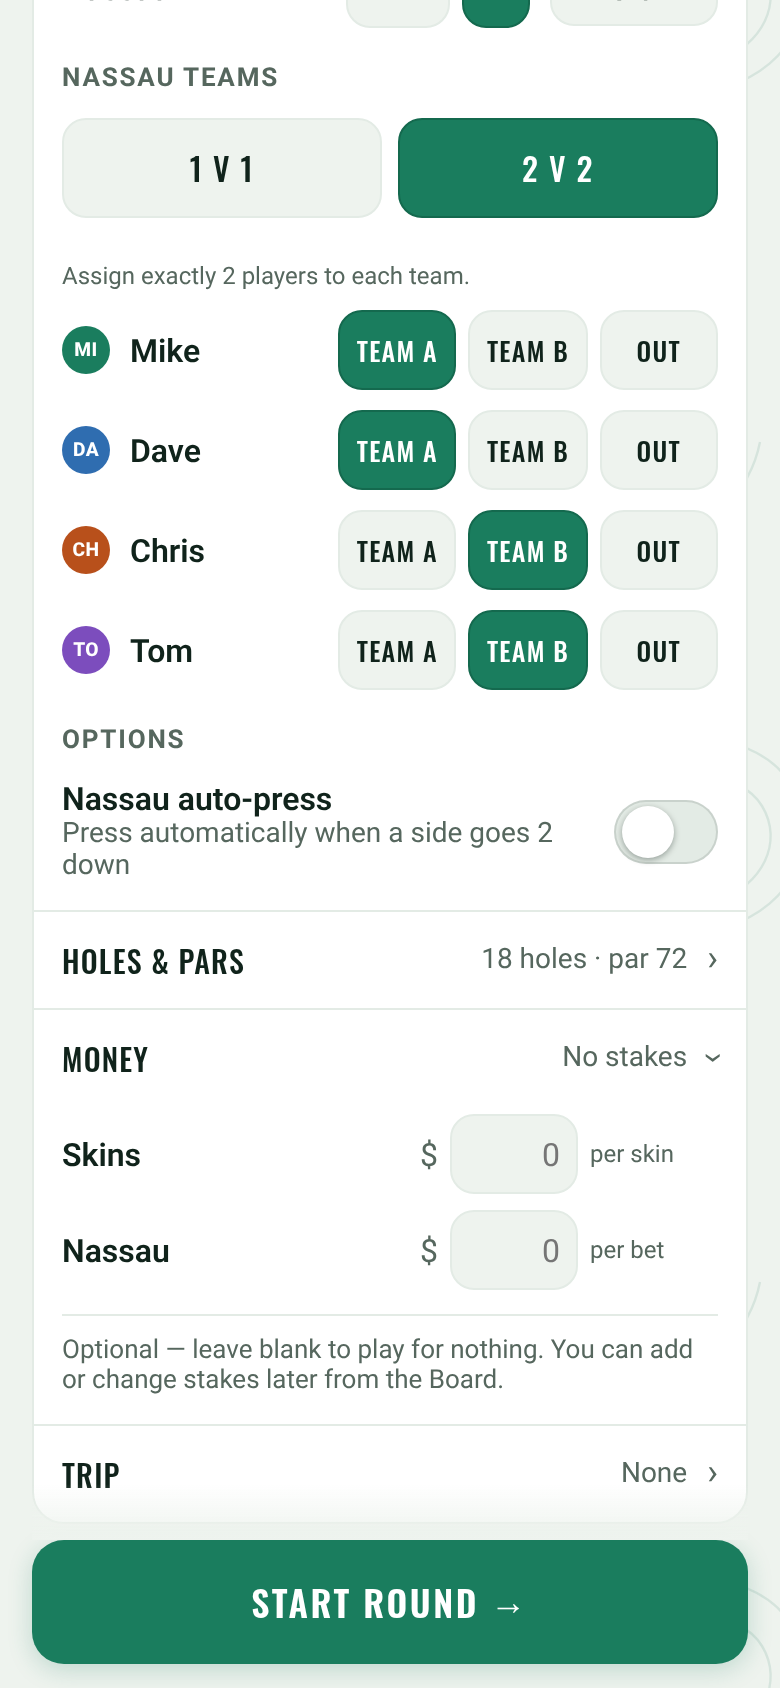 NASSAU TEAMS
1 V 1
2 V 2
Assign exactly 2 players to each team.
MI Mike TEAM A TEAM B OUT
DA Dave TEAM A TEAM B OUT
CH Chris TEAM A TEAM B OUT
TO Tom TEAM A TEAM B OUT
OPTIONS
Nassau auto-press
Press automatically when a side goes 2
down
HOLES & PARS 18 holes · par 72 ›
MONEY No stakes
Skins $ 0 per skin
Nassau $ 0 per bet
Optional — leave blank to play for nothing. You can add
or change stakes later from the Board.
TRIP None ›
START ROUND →